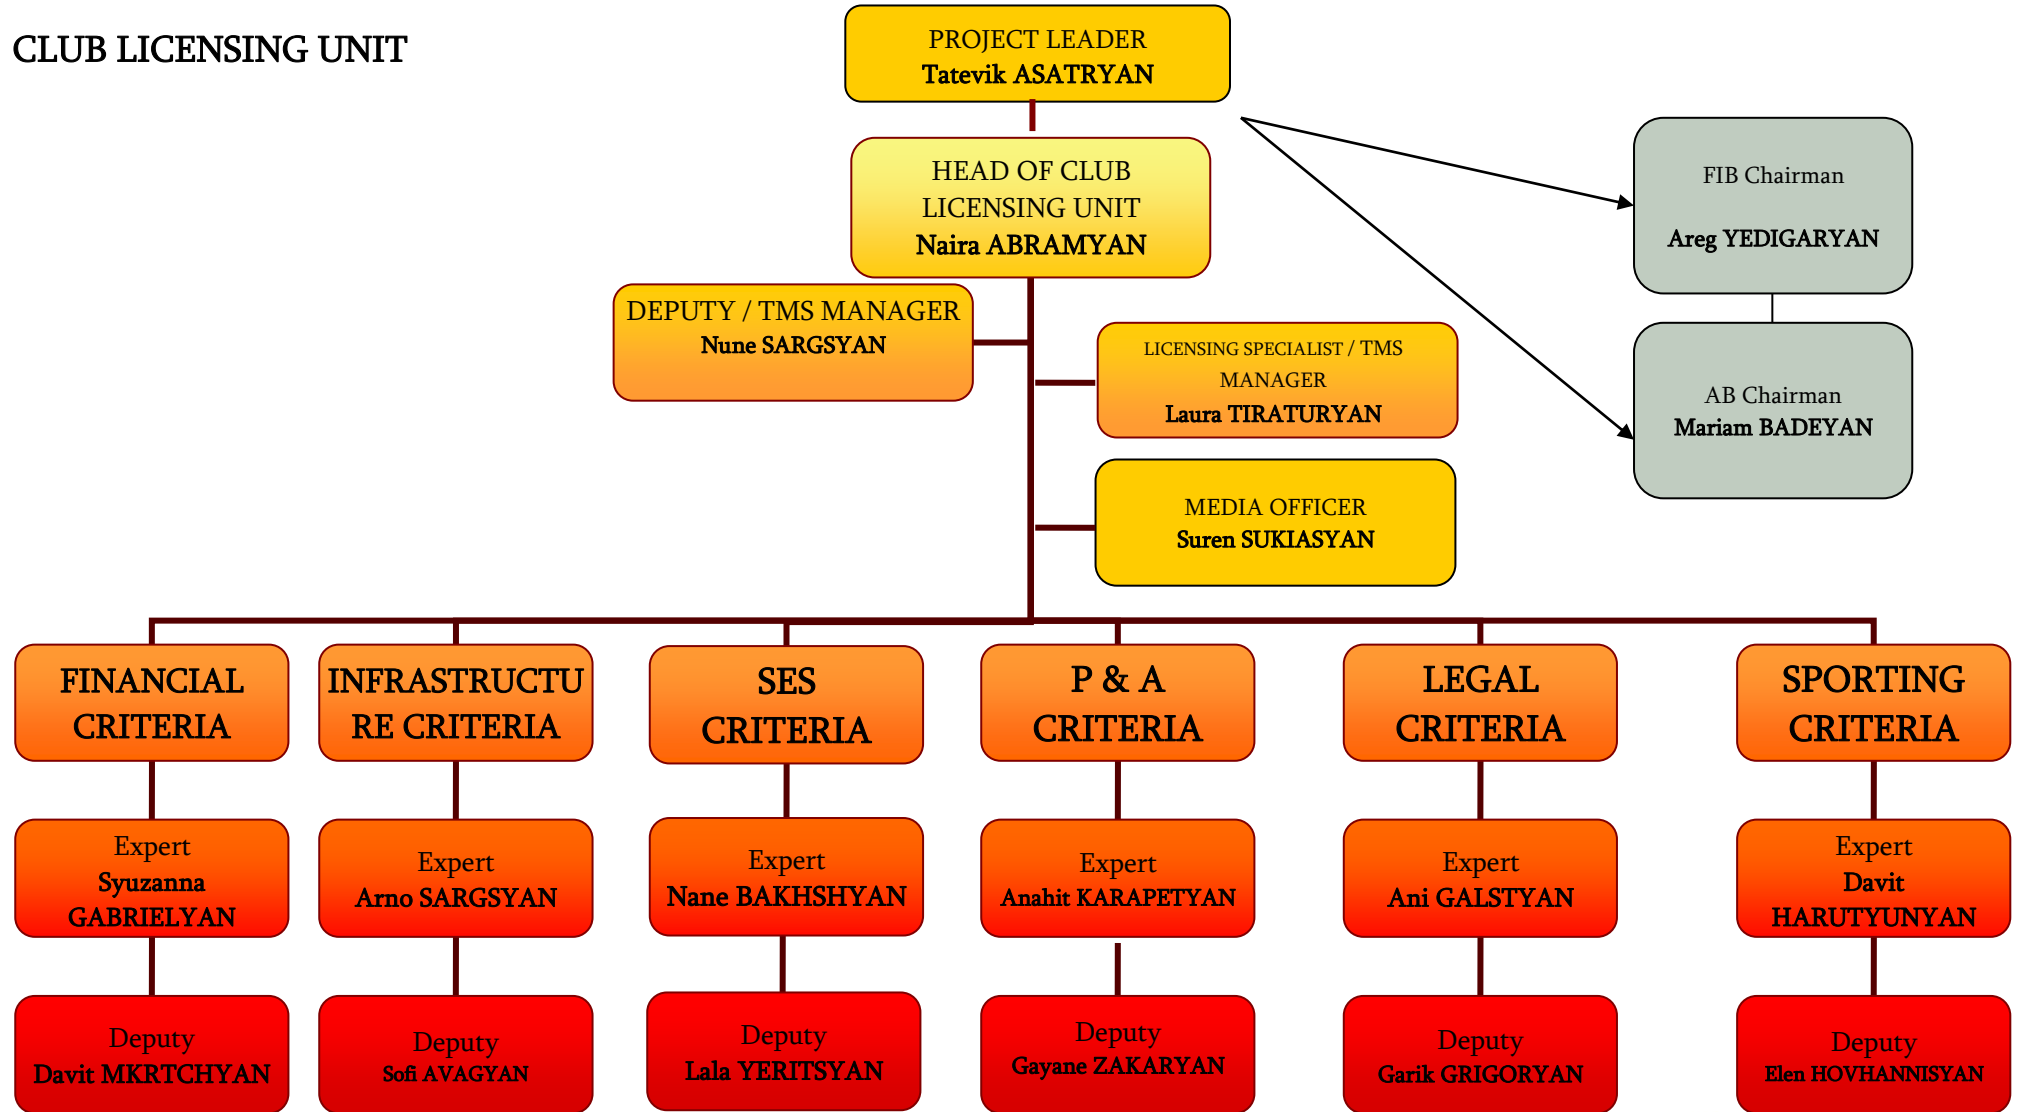 CLUB LICENSING UNIT
PROJECT LEADER
Tatevik ASATRYAN
HEAD OF CLUB
LICENSING UNIT
Naira ABRAMYAN
FIB Chairman
Areg YEDIGARYAN
DEPUTY / TMS MANAGER
Nune SARGSYAN
LICENSING SPECIALIST / TMS
MANAGER
Laura TIRATURYAN
AB Chairman
Mariam BADEYAN
MEDIA OFFICER
Suren SUKIASYAN
FINANCIAL
CRITERIA
INFRASTRUCTU
RE CRITERIA
SES
CRITERIA
P & A
CRITERIA
LEGAL
CRITERIA
SPORTING
CRITERIA
Expert
Syuzanna
GABRIELYAN
Expert
Arno SARGSYAN
Expert
Nane BAKHSHYAN
Expert
Anahit KARAPETYAN
Expert
Ani GALSTYAN
Expert
Davit
HARUTYUNYAN
Deputy
Davit MKRTCHYAN
Deputy
Sofi AVAGYAN
Deputy
Lala YERITSYAN
Deputy
Gayane ZAKARYAN
Deputy
Garik GRIGORYAN
Deputy
Elen HOVHANNISYAN